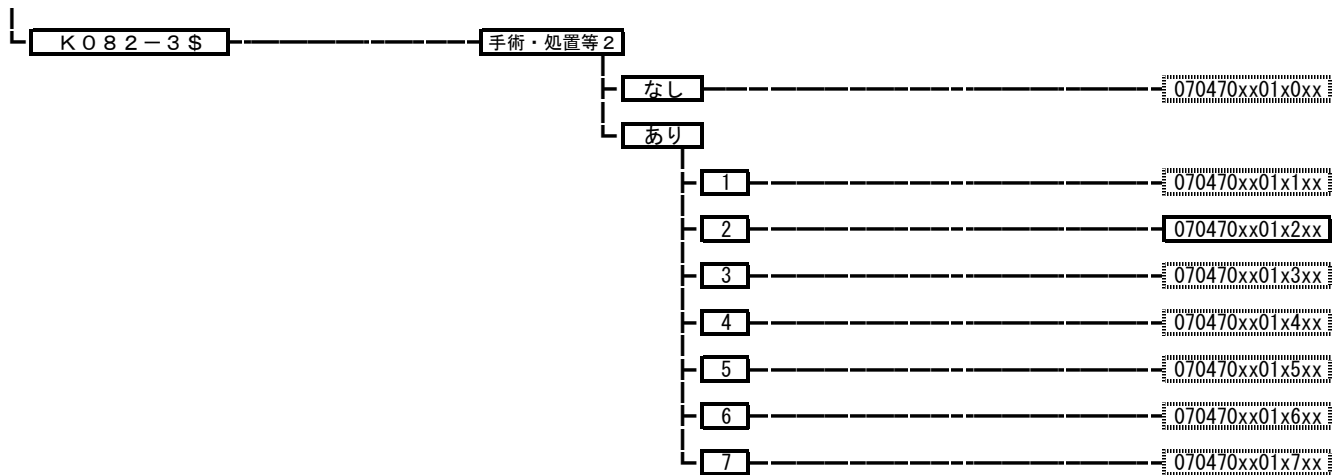 K082-3$ 手術・処置等2
なし 070470xx01x0xx
あり
1 070470xx01x1xx
2 070470xx01x2xx
3 070470xx01x3xx
4 070470xx01x4xx
5 070470xx01x5xx
6 070470xx01x6xx
7 070470xx01x7xx